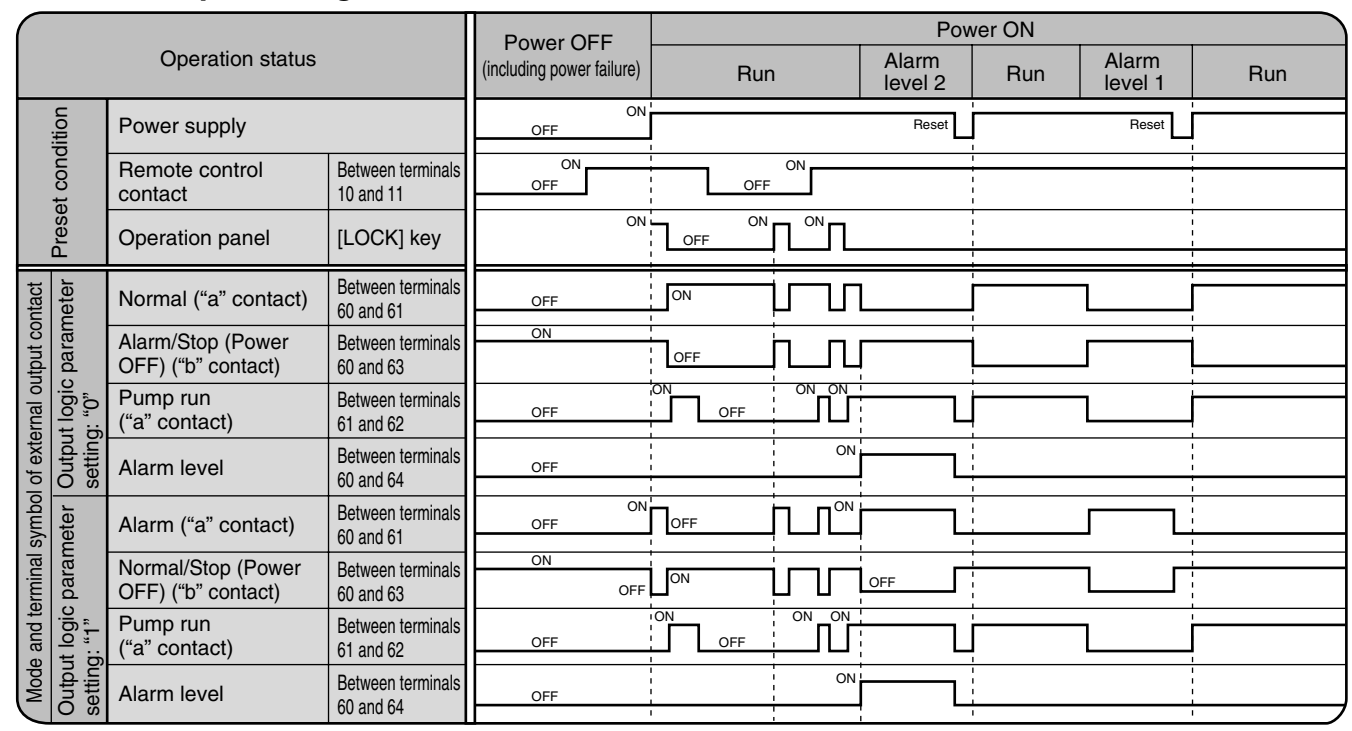 Operation status
Power OFF
(including power failure)
Power ON
Run
Alarm
level 2
Run
Alarm
level 1
Run
Preset condition
Power supply
OFF
ON
Reset
Reset
Remote control
contact
Between terminals
10 and 11
OFF
ON
OFF
ON
Operation panel
[LOCK] key
ON
OFF
ON
ON
Mode and terminal symbol of external output contact
Output logic parameter
setting: “0”
Normal (“a” contact)
Between terminals
60 and 61
OFF
ON
Alarm/Stop (Power
OFF) (“b” contact)
Between terminals
60 and 63
ON
OFF
Pump run
(“a” contact)
Between terminals
61 and 62
OFF
ON
OFF
ON
ON
Alarm level
Between terminals
60 and 64
OFF
ON
Output logic parameter
setting: “1”
Alarm (“a” contact)
Between terminals
60 and 61
OFF
ON
OFF
ON
Normal/Stop (Power
OFF) (“b” contact)
Between terminals
60 and 63
ON
OFF
ON
OFF
Pump run
(“a” contact)
Between terminals
61 and 62
OFF
ON
OFF
ON
ON
Alarm level
Between terminals
60 and 64
OFF
ON